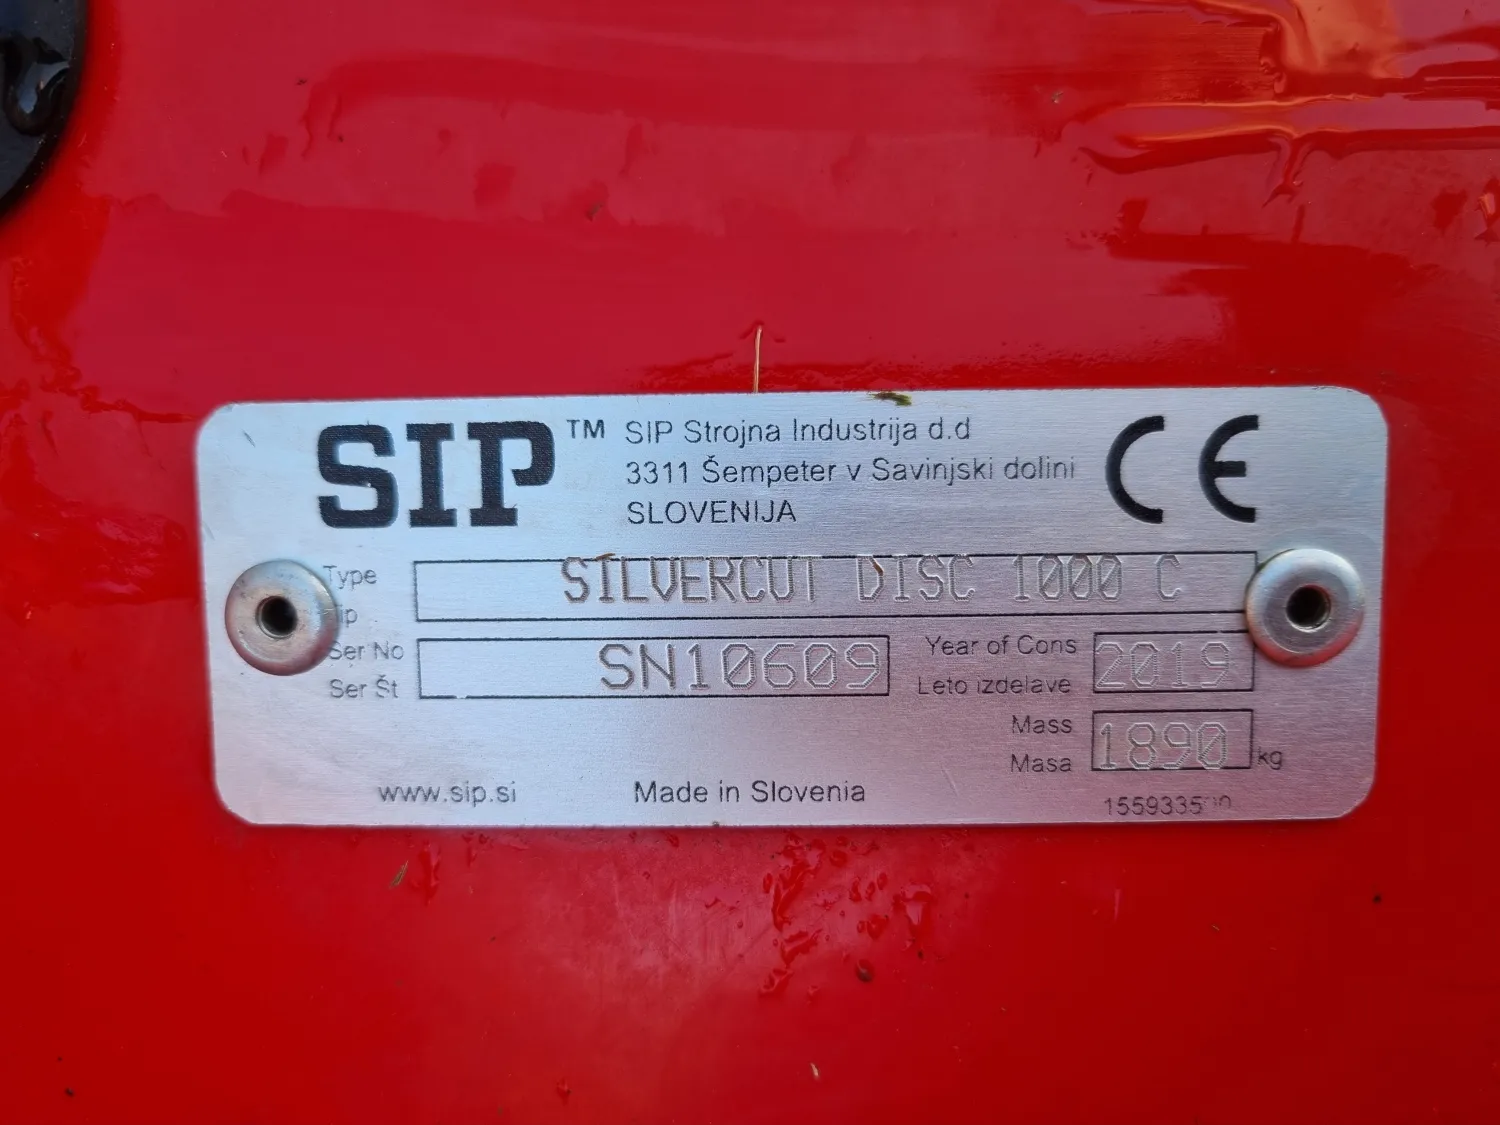 SIP™ SIP Strojna Industrija d.d
3311 Šempeter v Savinjski dolini
SLOVENIJA
CE
Type SILVERCUT DISC 1000 C
Ser No SN10609
Ser Št
Year of Cons 2019
Leto izdelave
Mass 1890 kg
Masa
www.sip.si Made in Slovenia